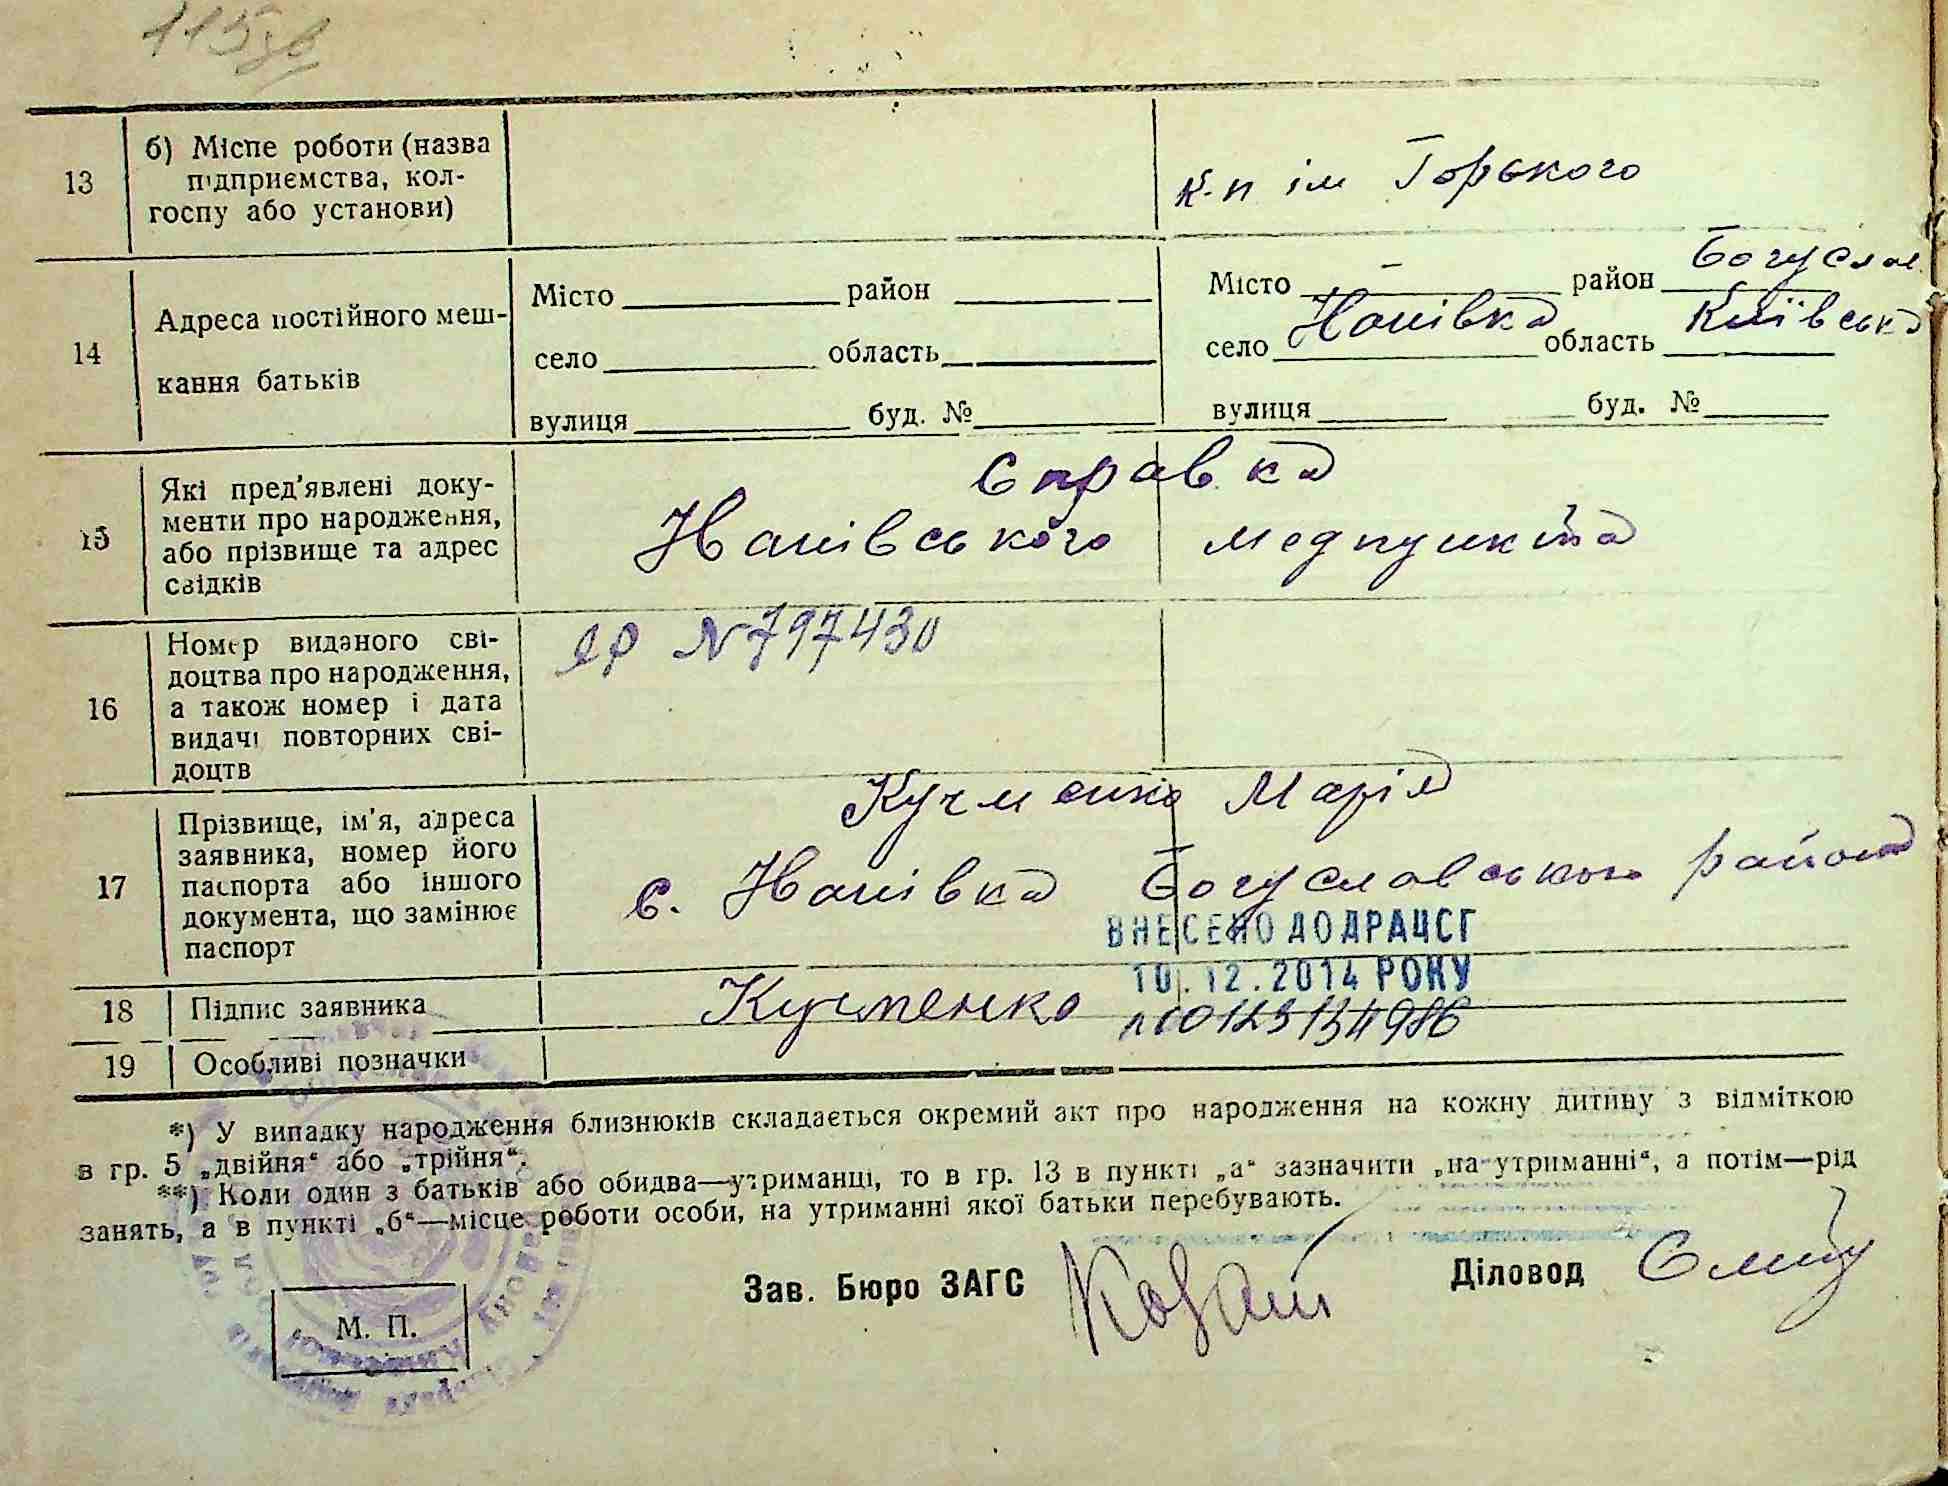 115зв
13
б) Місце роботи (назва
підприємства, кол-
госпу або установи)
к-п ім Горького
14
Адреса постійного меш-
кання батьків
Місто район
село область
вулиця буд. №
Місто - район Богуслав
село Нащівка область Київська
вулиця буд. №
15
Які пред'явлені доку-
менти про народження,
або прізвище та адрес
свідків
Справка
Нащівського медпункта
16
Номер виданого сві-
доцтва про народження,
а також номер і дата
видачі повторних сві-
доцтв
N 797430
17
Прізвище, ім'я, адреса
заявника, номер його
паспорта або іншого
документа, що замінює
паспорт
Кучменко Марія
с. Нащівка Богуславського района
ВНЕСЕНО ДО ДРАЦСГ
10.12.2014 РОКУ
18
Підпис заявника
Кучменко
19
Особливі позначки
*) У випадку народження близнюків складається окремий акт про народження на кожну дитину з відміткою
в гр. 5 „двійня“ або „трійня“.
**) Коли один з батьків або обидва—утриманці, то в гр. 13 в пункті „а“ зазначити „на утриманні“, а потім—рід
занять, а в пункті „б“—місце роботи особи, на утриманні якої батьки перебувають.
М. П.
Зав. Бюро ЗАГС
Діловод